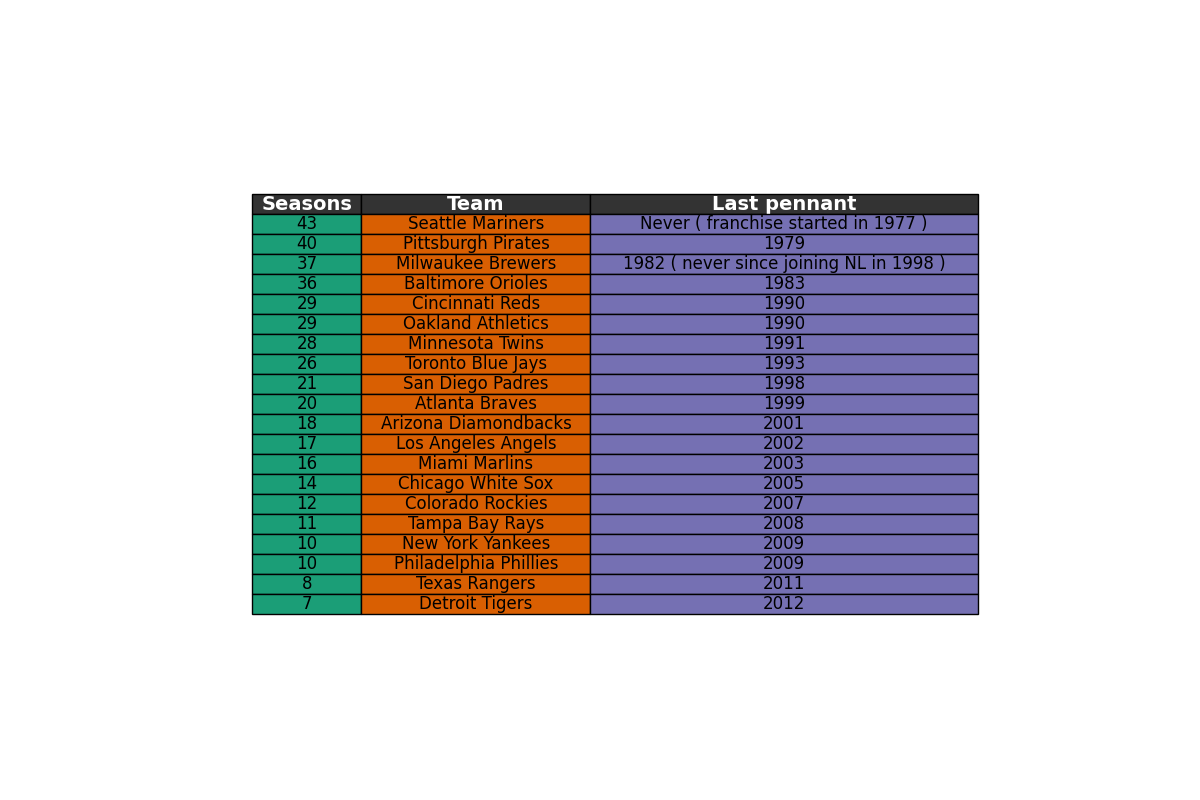 Seasons Team Last pennant
43 Seattle Mariners Never ( franchise started in 1977 )
40 Pittsburgh Pirates 1979
37 Milwaukee Brewers 1982 ( never since joining NL in 1998 )
36 Baltimore Orioles 1983
29 Cincinnati Reds 1990
29 Oakland Athletics 1990
28 Minnesota Twins 1991
26 Toronto Blue Jays 1993
21 San Diego Padres 1998
20 Atlanta Braves 1999
18 Arizona Diamondbacks 2001
17 Los Angeles Angels 2002
16 Miami Marlins 2003
14 Chicago White Sox 2005
12 Colorado Rockies 2007
11 Tampa Bay Rays 2008
10 New York Yankees 2009
10 Philadelphia Phillies 2009
8 Texas Rangers 2011
7 Detroit Tigers 2012